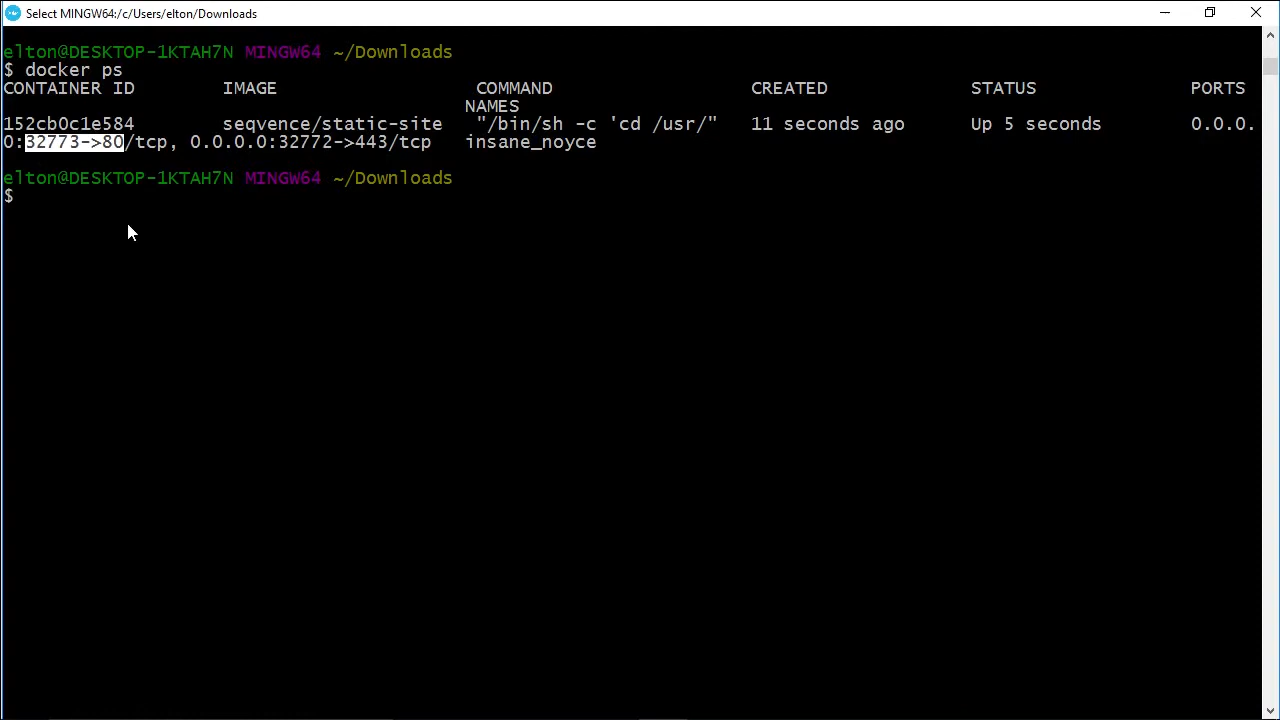 Select MINGW64:/c/Users/elton/Downloads
elton@DESKTOP-1KTAH7N MINGW64 ~/Downloads
$ docker ps
CONTAINER ID        IMAGE                  COMMAND                  CREATED             STATUS              PORTS
                                          NAMES
152cb0c1e584        seqvence/static-site   "/bin/sh -c 'cd /usr/"   11 seconds ago      Up 5 seconds        0.0.0.
0:32773->80/tcp, 0.0.0.0:32772->443/tcp   insane_noyce
elton@DESKTOP-1KTAH7N MINGW64 ~/Downloads
$